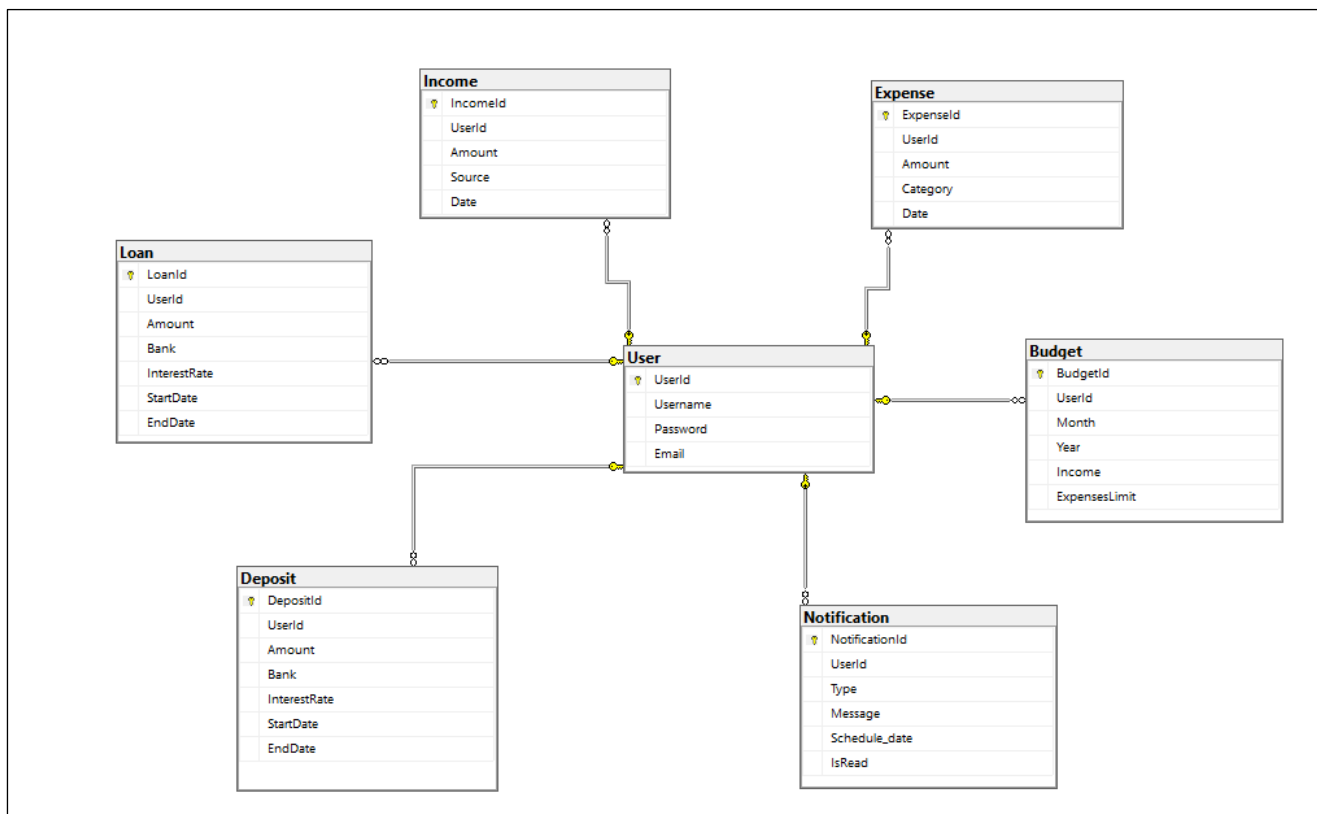 Income
IncomeId
UserId
Amount
Source
Date
Expense
ExpenseId
UserId
Amount
Category
Date
Loan
LoanId
UserId
Amount
Bank
InterestRate
StartDate
EndDate
User
UserId
Username
Password
Email
Budget
BudgetId
UserId
Month
Year
Income
ExpensesLimit
Deposit
DepositId
UserId
Amount
Bank
InterestRate
StartDate
EndDate
Notification
NotificationId
UserId
Type
Message
Schedule_date
IsRead